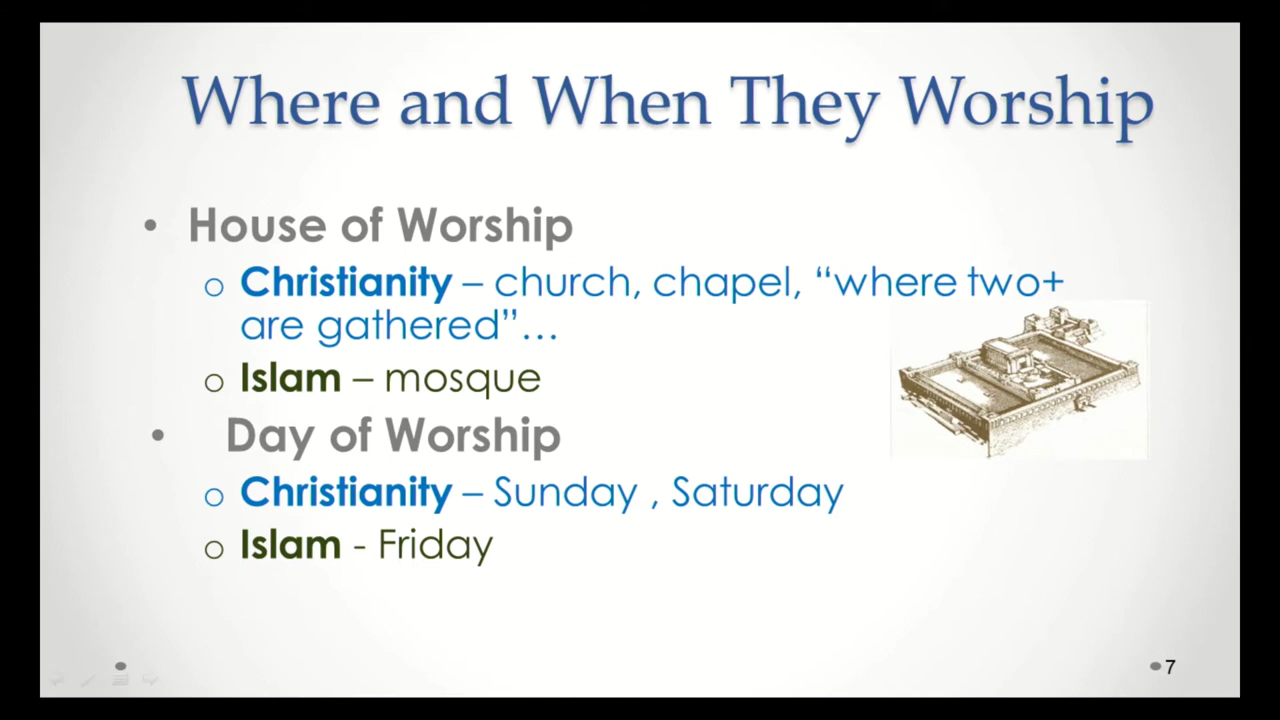 Where and When They Worship
• House of Worship
o Christianity – church, chapel, “where two+
are gathered”…
o Islam – mosque
• Day of Worship
o Christianity – Sunday , Saturday
o Islam - Friday
7